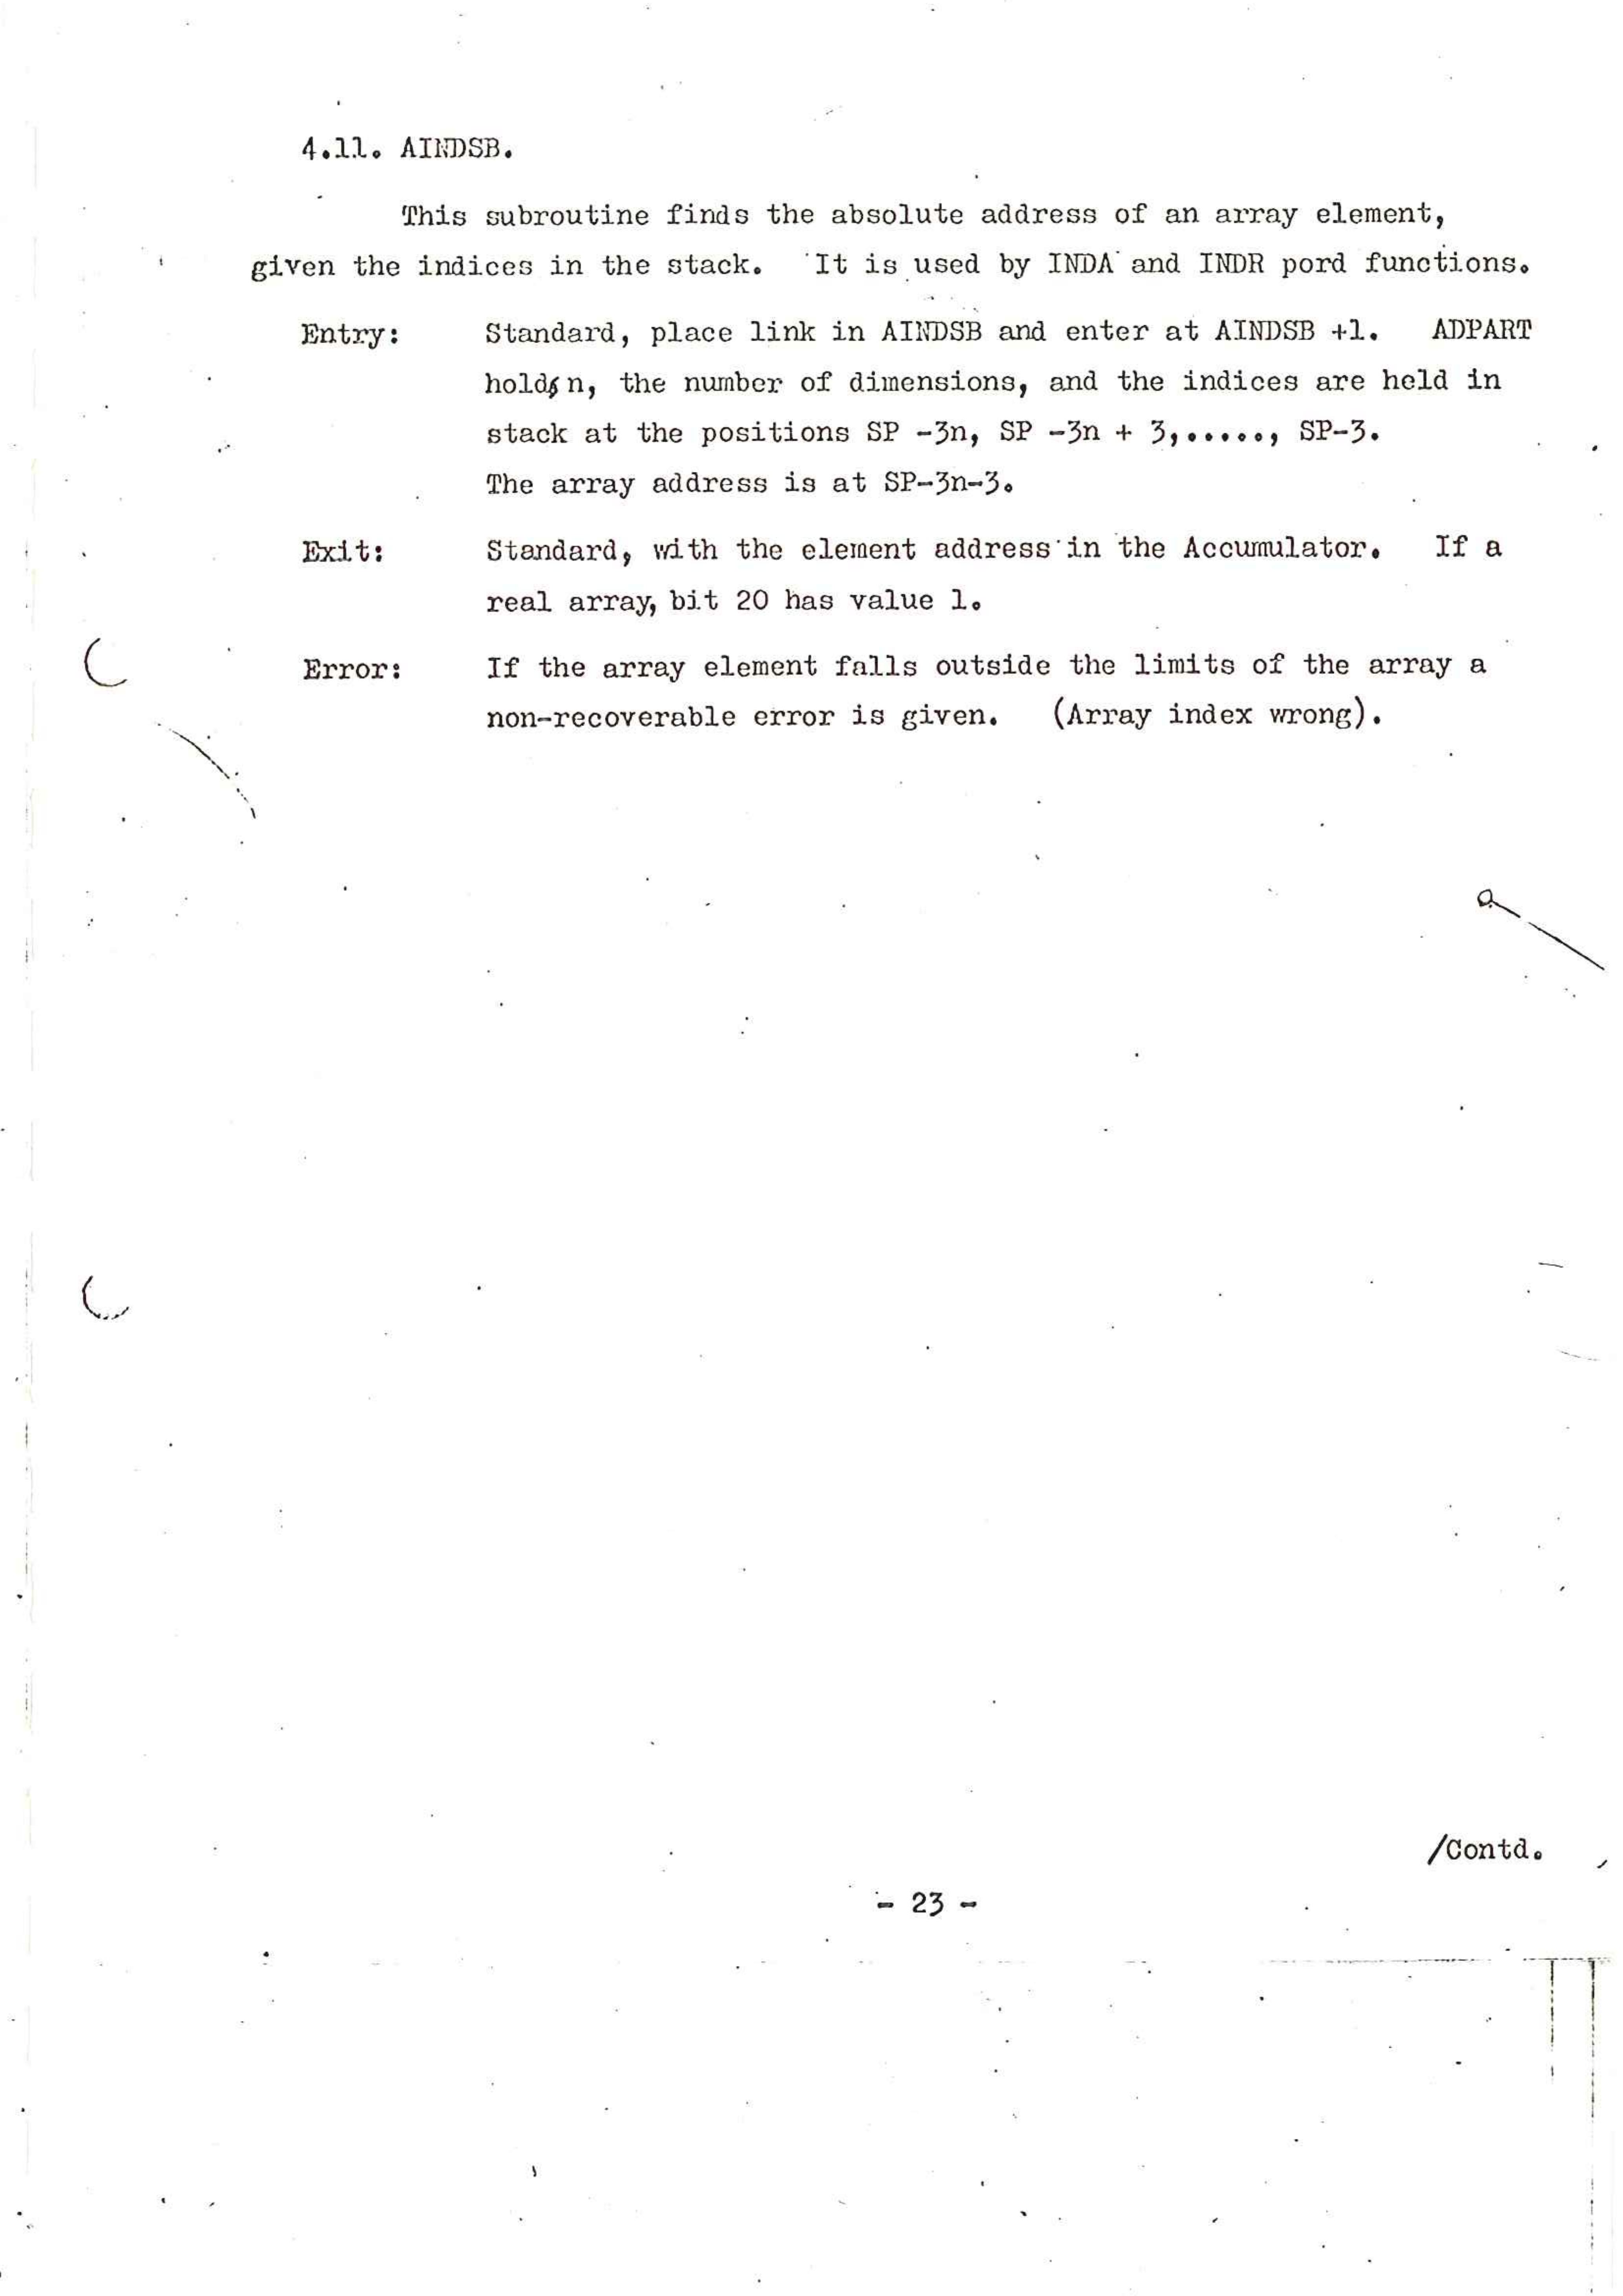 4.11. AINDSB.
This subroutine finds the absolute address of an array element,
given the indices in the stack. It is used by INDA and INDR pord functions.
Entry: Standard, place link in AINDSB and enter at AINDSB +1. ADPART
holds n, the number of dimensions, and the indices are held in
stack at the positions SP -3n, SP -3n + 3,......, SP-3.
The array address is at SP-3n-3.
Exit: Standard, with the element address in the Accumulator. If a
real array, bit 20 has value 1.
Error: If the array element falls outside the limits of the array a
non-recoverable error is given. (Array index wrong).
/Contd.
- 23 -